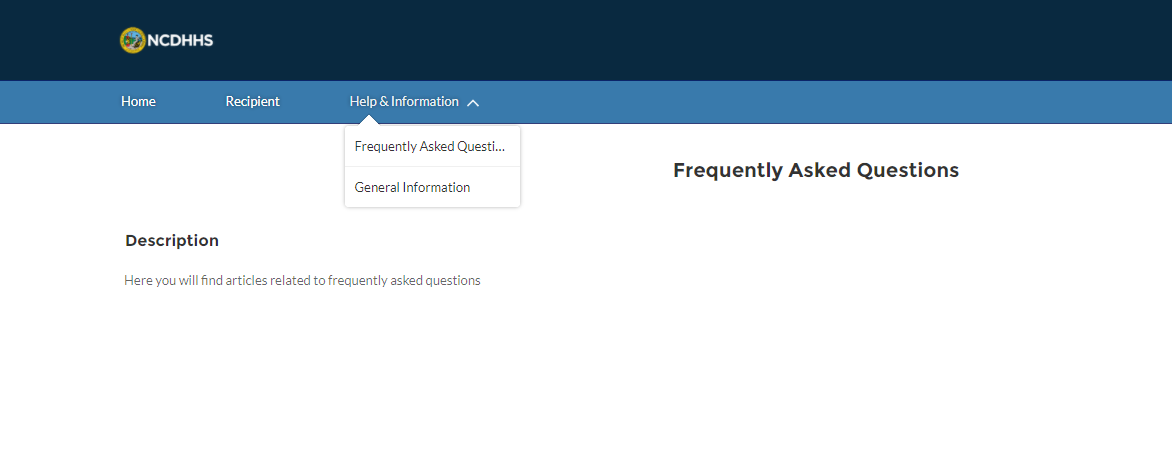 NCDHHS
Home Recipient Help & Information
Frequently Asked Questi...
General Information
Frequently Asked Questions
Description
Here you will find articles related to frequently asked questions